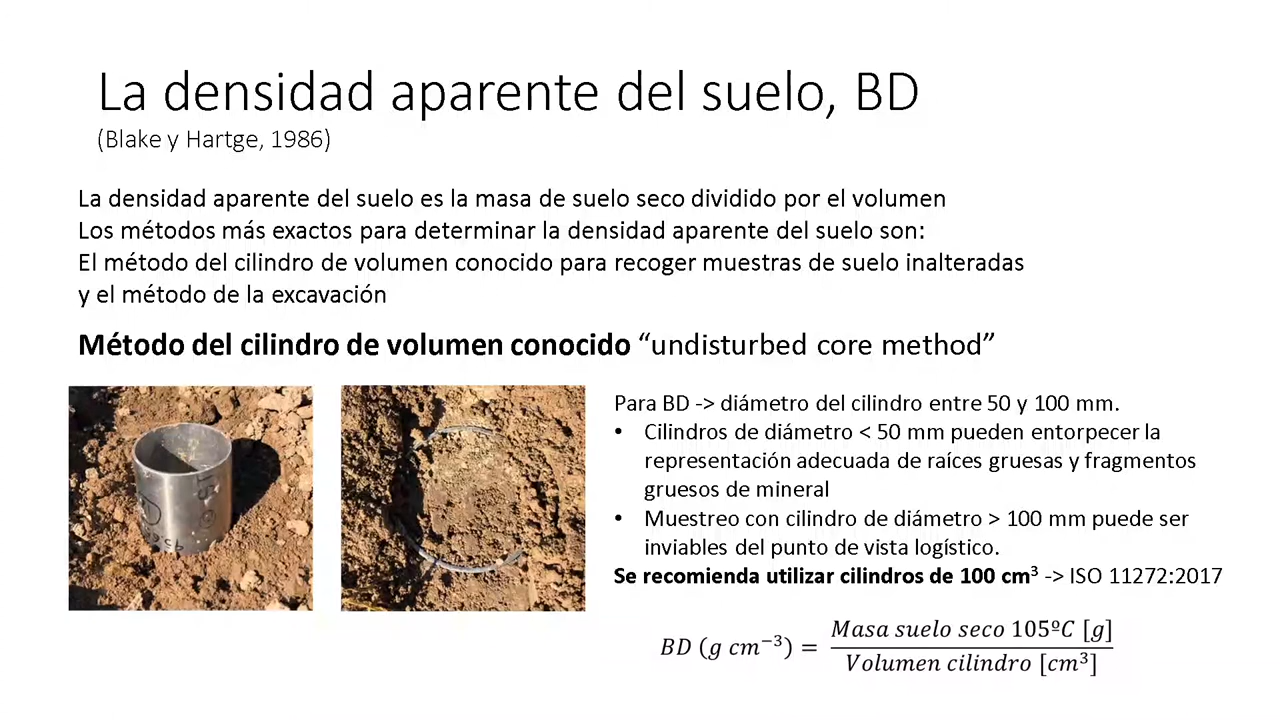 La densidad aparente del suelo, BD
(Blake y Hartge, 1986)
La densidad aparente del suelo es la masa de suelo seco dividido por el volumen
Los métodos más exactos para determinar la densidad aparente del suelo son:
El método del cilindro de volumen conocido para recoger muestras de suelo inalteradas
y el método de la excavación
Método del cilindro de volumen conocido “undisturbed core method”
Para BD -> diámetro del cilindro entre 50 y 100 mm.
• Cilindros de diámetro < 50 mm pueden entorpecer la
representación adecuada de raíces gruesas y fragmentos
gruesos de mineral
• Muestreo con cilindro de diámetro > 100 mm puede ser
inviables del punto de vista logístico.
Se recomienda utilizar cilindros de 100 cm³ -> ISO 11272:2017
BD (g cm⁻³) = Masa suelo seco 105ºC [g]
Volumen cilindro [cm³]